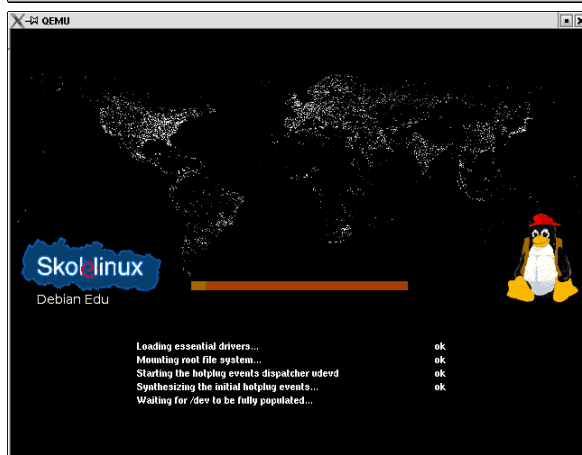 QEMU
Skolelinux
Debian Edu
Loading essential drivers... ok
Mounting root file system... ok
Starting the hotplug events dispatcher udevd ok
Synthesizing the initial hotplug events... ok
Waiting for /dev to be fully populated...